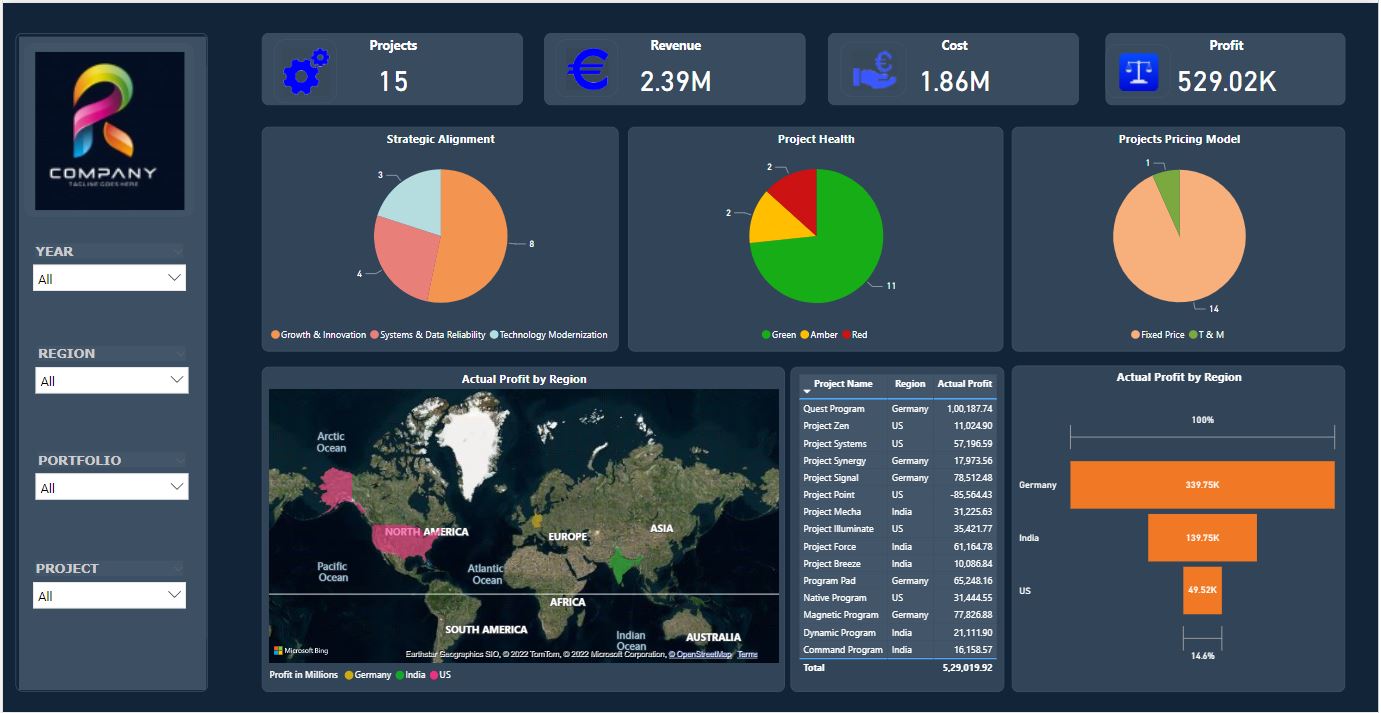 COMPANY
TAGLINE GOES HERE
YEAR
All
REGION
All
PORTFOLIO
All
PROJECT
All
Projects
15
Revenue
2.39M
Cost
1.86M
Profit
529.02K
Strategic Alignment
3
8
4
Growth & Innovation Systems & Data Reliability Technology Modernization
Project Health
2
2
11
Green Amber Red
Projects Pricing Model
1
14
Fixed Price T & M
Actual Profit by Region
Arctic
Ocean
NORTH AMERICA
EUROPE
ASIA
Pacific
Ocean
Atlantic
Ocean
AFRICA
SOUTH AMERICA
Indian
Ocean
AUSTRALIA
Microsoft Bing
Earthstar Geographics SIO, © 2022 TomTom, © 2022 Microsoft Corporation, © OpenStreetMap Terms
Profit in Millions Germany India US
Project Name Region Actual Profit
Quest Program Germany 1,00,187.74
Project Zen US 11,024.90
Project Systems US 57,196.59
Project Synergy Germany 17,973.56
Project Signal Germany 78,512.48
Project Point US -85,564.43
Project Mecha India 31,225.63
Project Illuminate US 35,421.77
Project Force India 61,164.78
Project Breeze India 10,086.84
Program Pad Germany 65,248.16
Native Program US 31,444.55
Magnetic Program Germany 77,826.88
Dynamic Program India 21,111.90
Command Program India 16,158.57
Total 5,29,019.92
Actual Profit by Region
100%
Germany 339.75K
India 139.75K
US 49.52K
14.6%